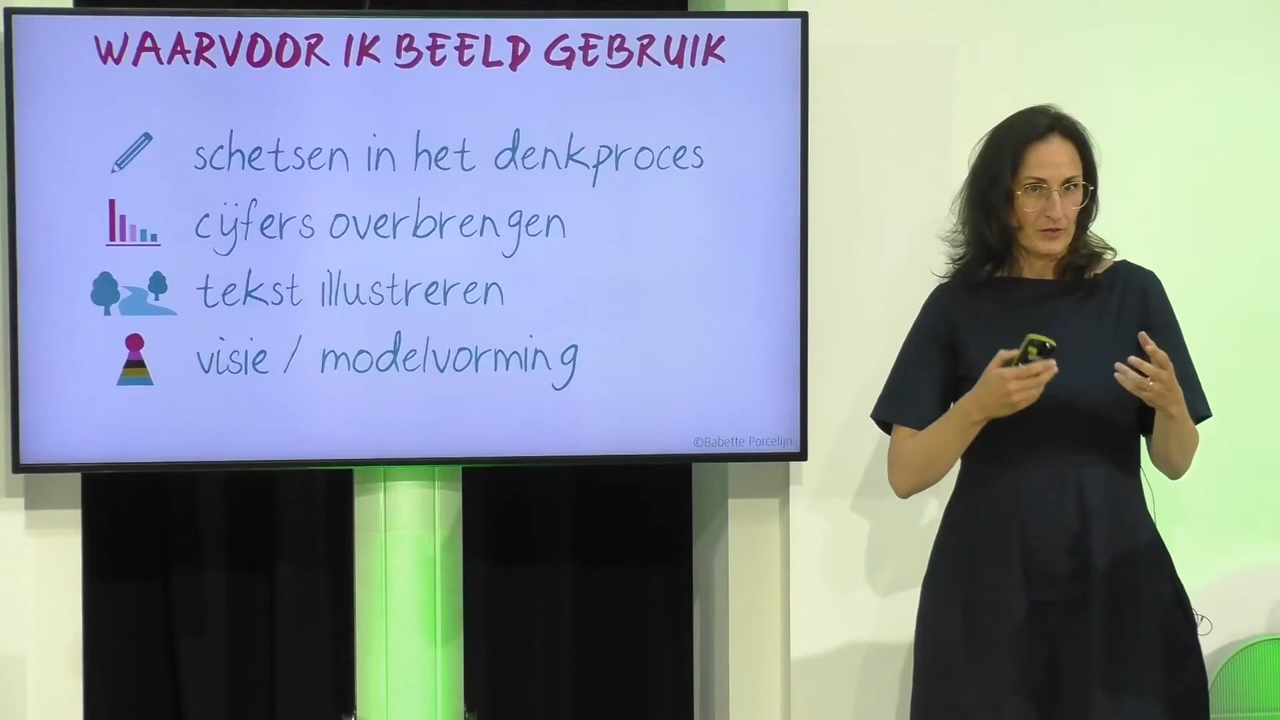 WAARVOOR IK BEELD GEBRUIK
schetsen in het denkproces
cijfers overbrengen
tekst illustreren
visie / modelvorming
©Babette Porcelijn